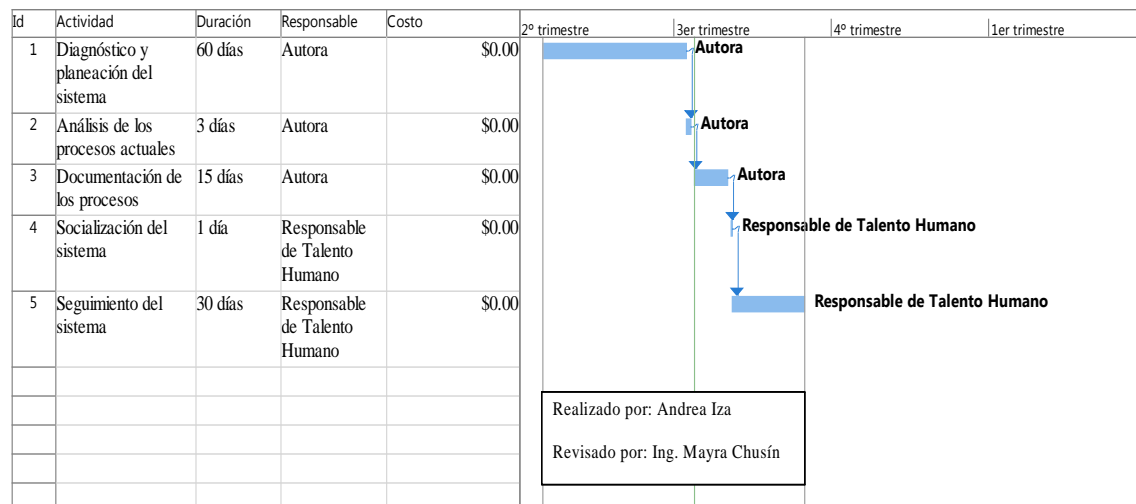 Id Actividad Duración Responsable Costo
2º trimestre 3er trimestre 4º trimestre 1er trimestre
1 Diagnóstico y 60 días Autora $0.00
planeación del
sistema
Autora
2 Análisis de los 3 días Autora $0.00
procesos actuales
Autora
3 Documentación de 15 días Autora $0.00
los procesos
Autora
4 Socialización del 1 día Responsable $0.00
sistema de Talento
Humano
Responsable de Talento Humano
5 Seguimiento del 30 días Responsable $0.00
sistema de Talento
Humano
Responsable de Talento Humano
Realizado por: Andrea Iza
Revisado por: Ing. Mayra Chusín